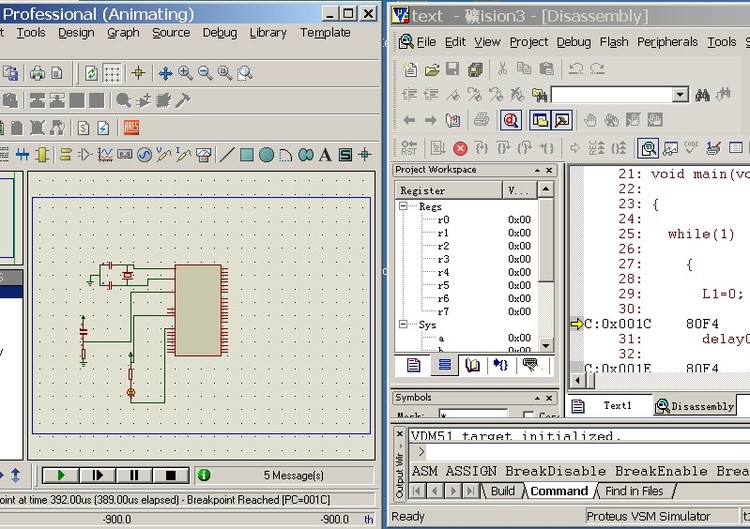 Professional (Animating)
Tools Design Graph Source Debug Library Template
ARES
5 Message(s)
oint at time 392.00us (389.00us elapsed) - Breakpoint Reached [PC=001C]
-900.0 -900.0 th
text - 礦ision3 - [Disassembly]
File Edit View Project Debug Flash Peripherals Tools S
RST
Project Workspace
Register V...
Regs
r0 0x00
r1 0x00
r2 0x00
r3 0x00
r4 0x00
r5 0x00
r6 0x00
r7 0x00
Sys
a 0x00
21: void main(vo
22:
23: {
24:
25: while(1)
26:
27: {
28:
29: L1=0;
30:
C:0x001C 80F4
31: delay0
32:
C:0x001E 80F4
Symbols
Text1 Disassembly
VDM51 target initialized.
>
ASM ASSIGN BreakDisable BreakEnable Brea
Output Win
Build Command Find in Files
Ready Proteus VSM Simulator t